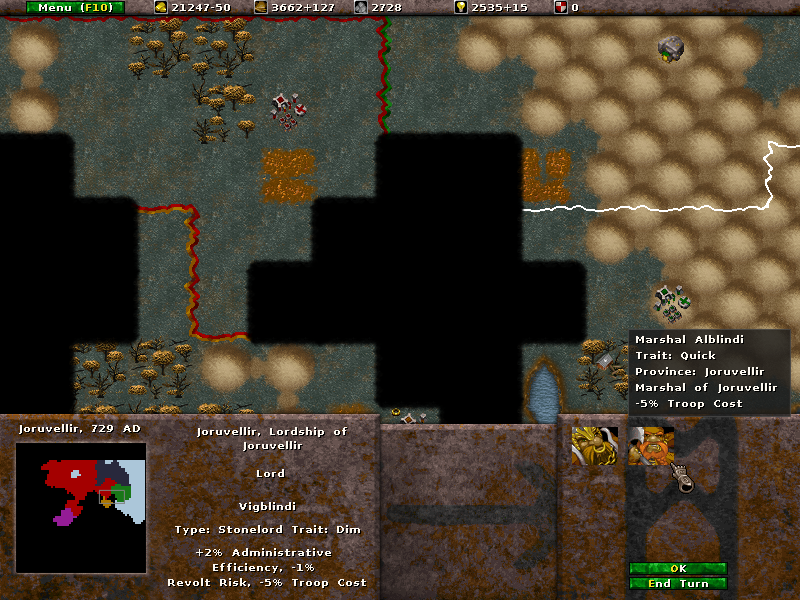 Menu (F10) 21247-50 3662+127 2728 2535+15 0
Marshal Alblindi
Trait: Quick
Province: Joruvellir
Marshal of Joruvellir
-5% Troop Cost
Joruvellir, 729 AD
Joruvellir, Lordship of
Joruvellir
Lord
Vigblindi
Type: Stonelord Trait: Dim
+2% Administrative
Efficiency, -1%
Revolt Risk, -5% Troop Cost
OK
End Turn